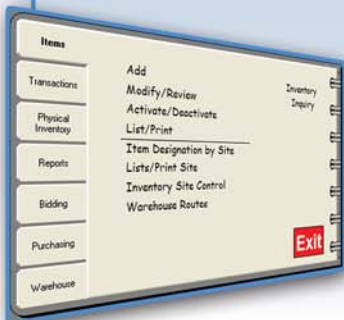 Items
Transactions
Physical
Inventory
Reports
Bidding
Purchasing
Warehouse
Add
Modify/Review
Activate/Deactivate
List/Print
Item Designation by Site
Lists/Print Site
Inventory Site Control
Warehouse Routes
Inventory
Inquiry
Exit